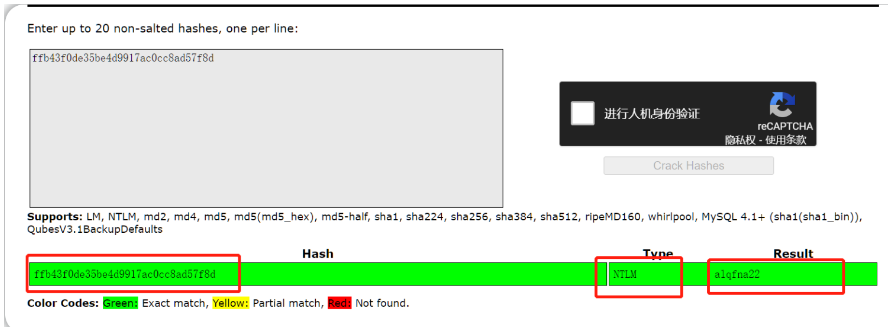 Enter up to 20 non-salted hashes, one per line:
ffb43f0de35be4d9917ac0cc8ad57f8d
进行人机身份验证
reCAPTCHA
隐私权 - 使用条款
Crack Hashes
Supports: LM, NTLM, md2, md4, md5, md5(md5_hex), md5-half, sha1, sha224, sha256, sha384, sha512, ripeMD160, whirlpool, MySQL 4.1+ (sha1(sha1_bin)),
QubesV3.1BackupDefaults
Hash Type Result
ffb43f0de35be4d9917ac0cc8ad57f8d NTLM alqfna22
Color Codes: Green: Exact match, Yellow: Partial match, Red: Not found.